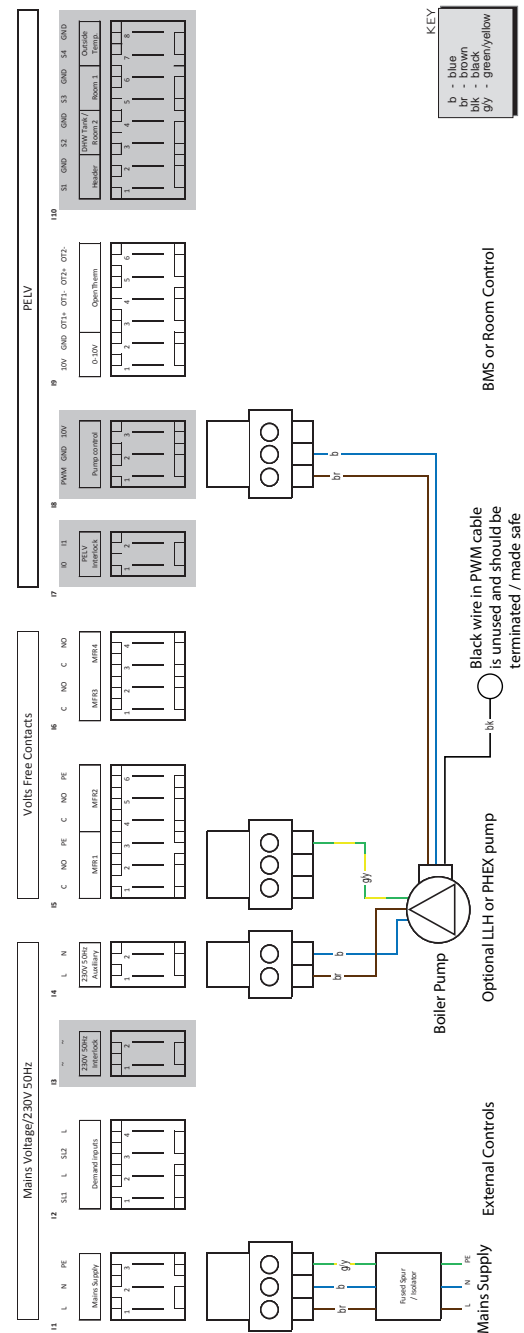 Mains Voltage/230V 50Hz
Volts Free Contacts
PELV
I1
L N PE
Mains Supply
1 2 3
I2
SL1 L SL2 L
Demand inputs
1 2 3 4
I3
~ ~
230V 50Hz
Interlock
1 2
I4
L N
230V 50Hz
Auxiliary
1 2
I5
C NO PE C NO PE
MFR1 MFR2
1 2 3 4 5 6
I6
C NO C NO
MFR3 MFR4
1 2 3 4
I7
I0 I1
PELV
Interlock
1 2
I8
PWM GND 10V
Pump control
1 2 3
I9
10V GND OT1+ OT1- OT2+ OT2-
0-10V OpenTherm
1 2 3 4 5 6
I10
S1 GND S2 GND S3 GND S4 GND
Header
DHW Tank /
Room 2
Room 1
Outside
Temp.
1 2 3 4 5 6 7 8
br b g/y
Fused Spur
/ Isolator
L N PE
Mains Supply
External Controls
br b
g/y
Boiler Pump
Optional LLH or PHEX pump
br b
bk
Black wire in PWM cable
is unused and should be
terminated / made safe
BMS or Room Control
KEY
b - blue
br - brown
blk - black
g/y - green/yellow